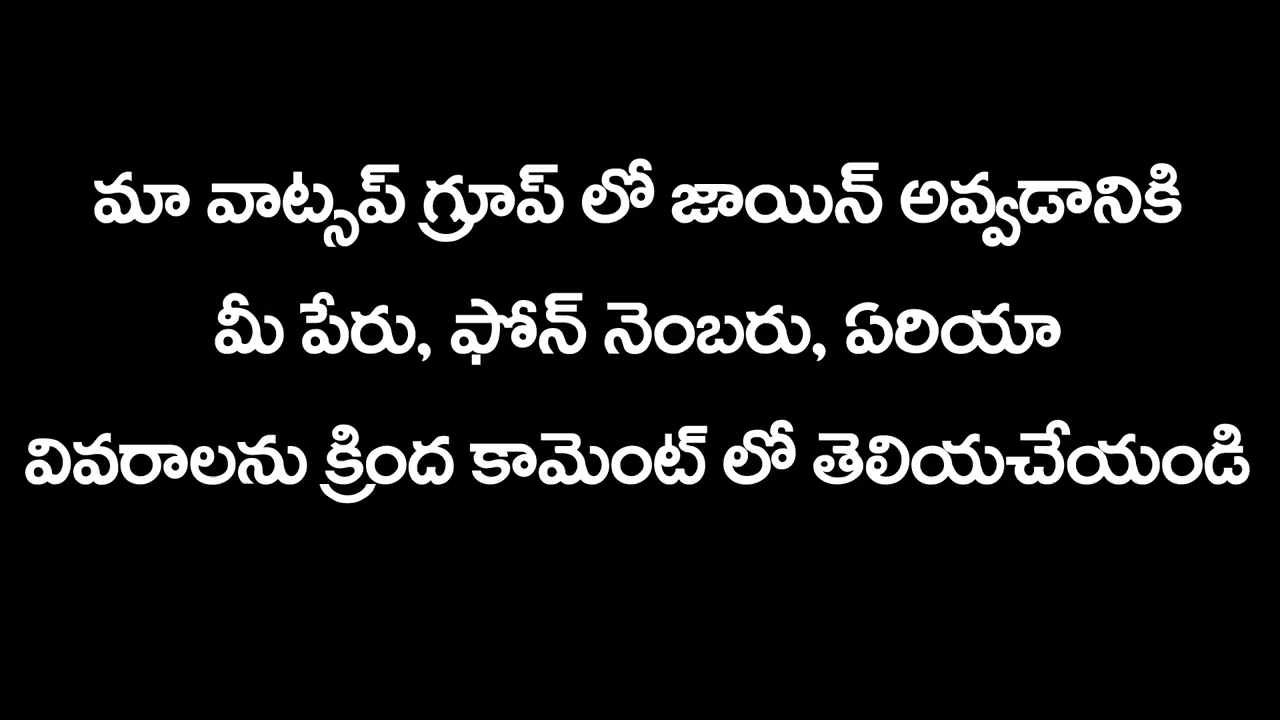 మా వాట్సప్ గ్రూప్ లో జాయిన్ అవ్వడానికి
మీ పేరు, ఫోన్ నెంబరు, ఏరియా
వివరాలను క్రింద కామెంట్ లో తెలియచేయండి